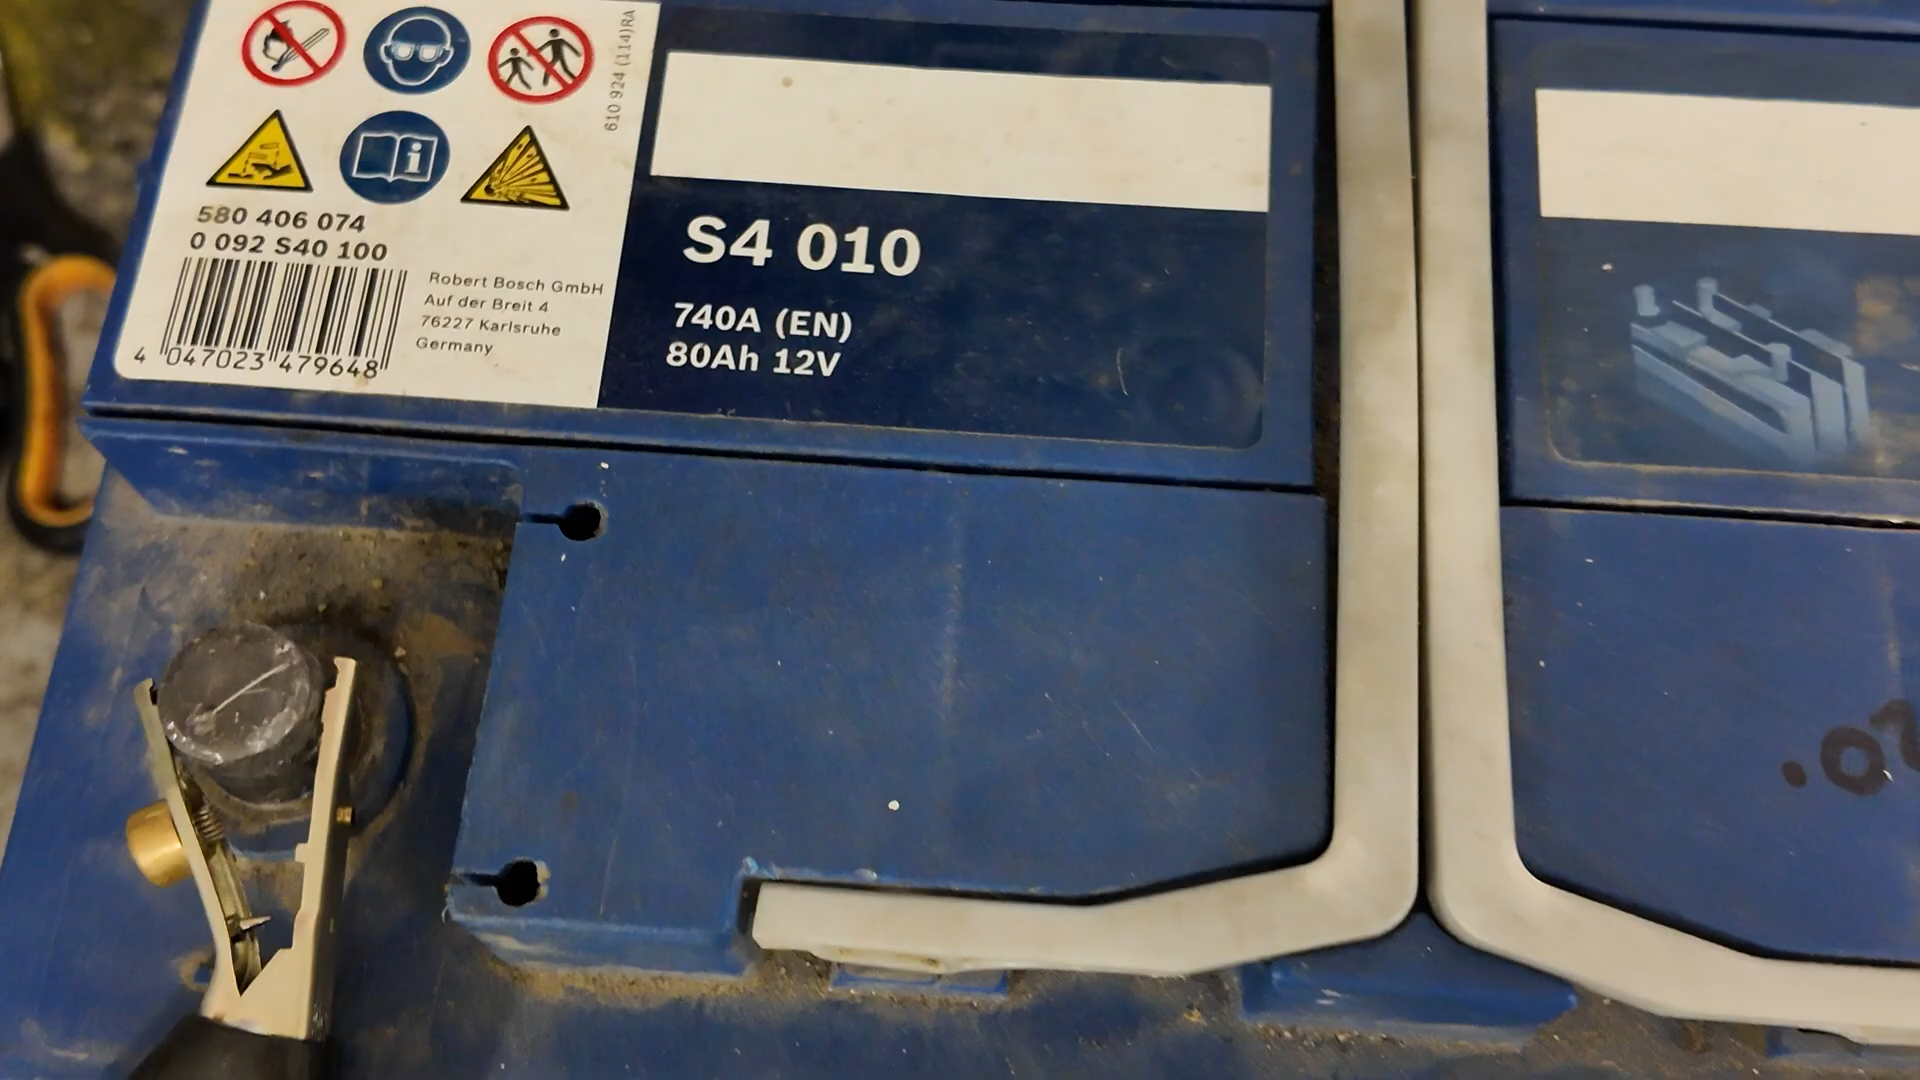 610 924 (114)RA
580 406 074
0 092 S40 100
4 047023 479648
Robert Bosch GmbH
Auf der Breit 4
76227 Karlsruhe
Germany
S4 010
740A (EN)
80Ah 12V